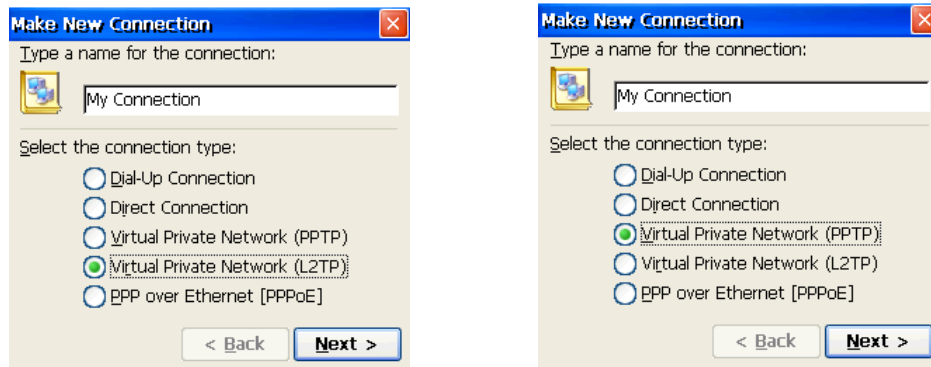 Make New Connection
Type a name for the connection:
My Connection
Select the connection type:
Dial-Up Connection
Direct Connection
Virtual Private Network (PPTP)
Virtual Private Network (L2TP)
PPP over Ethernet [PPPoE]
< Back Next >
Make New Connection
Type a name for the connection:
My Connection
Select the connection type:
Dial-Up Connection
Direct Connection
Virtual Private Network (PPTP)
Virtual Private Network (L2TP)
PPP over Ethernet [PPPoE]
< Back Next >